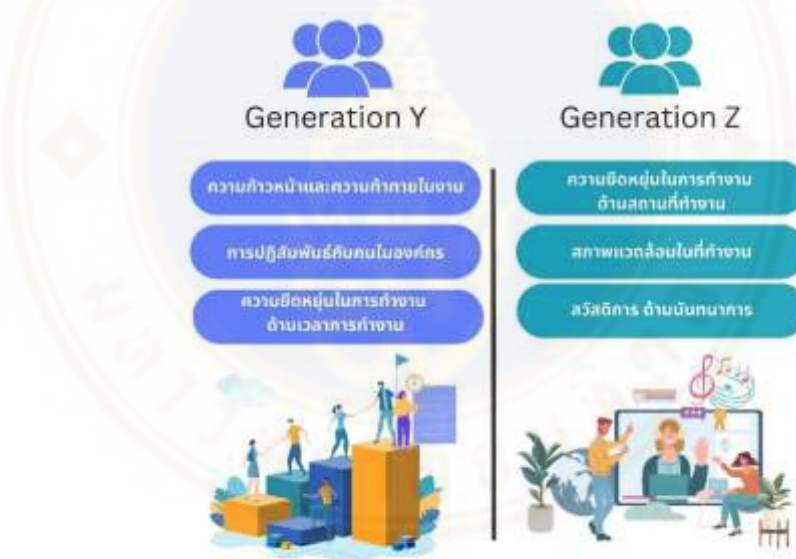 Generation Y
ความก้าวหน้าและความท้าทายในงาน
การปฏิสัมพันธ์กับคนในองค์กร
ความยืดหยุ่นในการทำงาน
ด้านเวลาการทำงาน
Generation Z
ความยืดหยุ่นในการทำงาน
ด้านสถานที่ทำงาน
สภาพแวดล้อมในที่ทำงาน
สวัสดิการ ด้านนันทนาการ